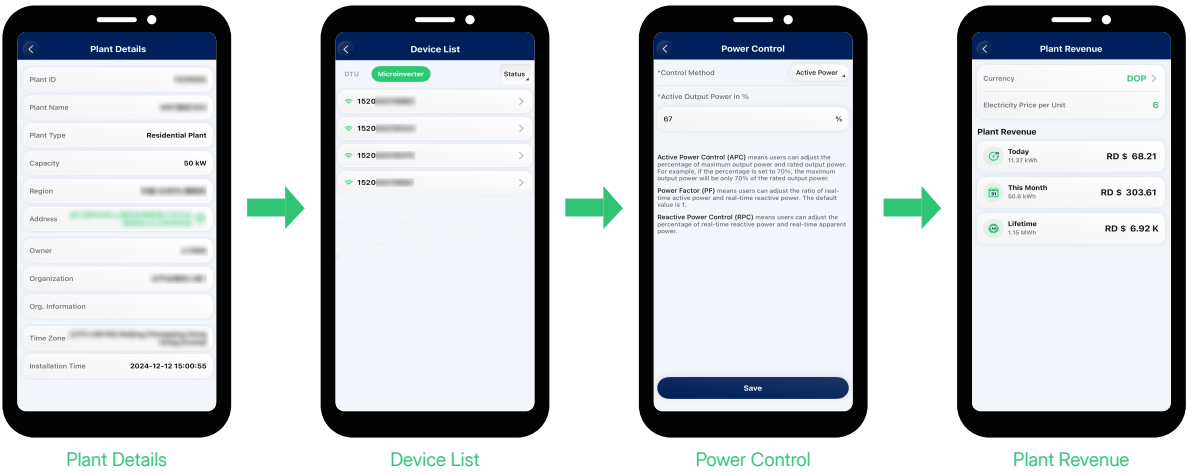 Plant Details
Plant ID
Plant Name
Plant Type Residential Plant
Capacity 50 kW
Region
Address
Owner
Organization
Org. Information
Time Zone
Installation Time 2024-12-12 15:00:55
Plant Details
Device List
DTU Microinverter Status
1520
1520
1520
1520
Device List
Power Control
*Control Method Active Power
*Active Output Power in %
67 %
Active Power Control (APC) means users can adjust the
percentage of maximum output power and rated output power.
For example, if the percentage is set to 70%, the maximum
output power will be only 70% of the rated output power.
Power Factor (PF) means users can adjust the ratio of real-
time active power and real-time reactive power. The default
value is 1.
Reactive Power Control (RPC) means users can adjust the
percentage of real-time reactive power and real-time apparent
power.
Save
Power Control
Plant Revenue
Currency DOP >
Electricity Price per Unit 6
Plant Revenue
Today
11.37 kWh RD $ 68.21
This Month
50.6 kWh RD $ 303.61
Lifetime
1.15 MWh RD $ 6.92 K
Plant Revenue